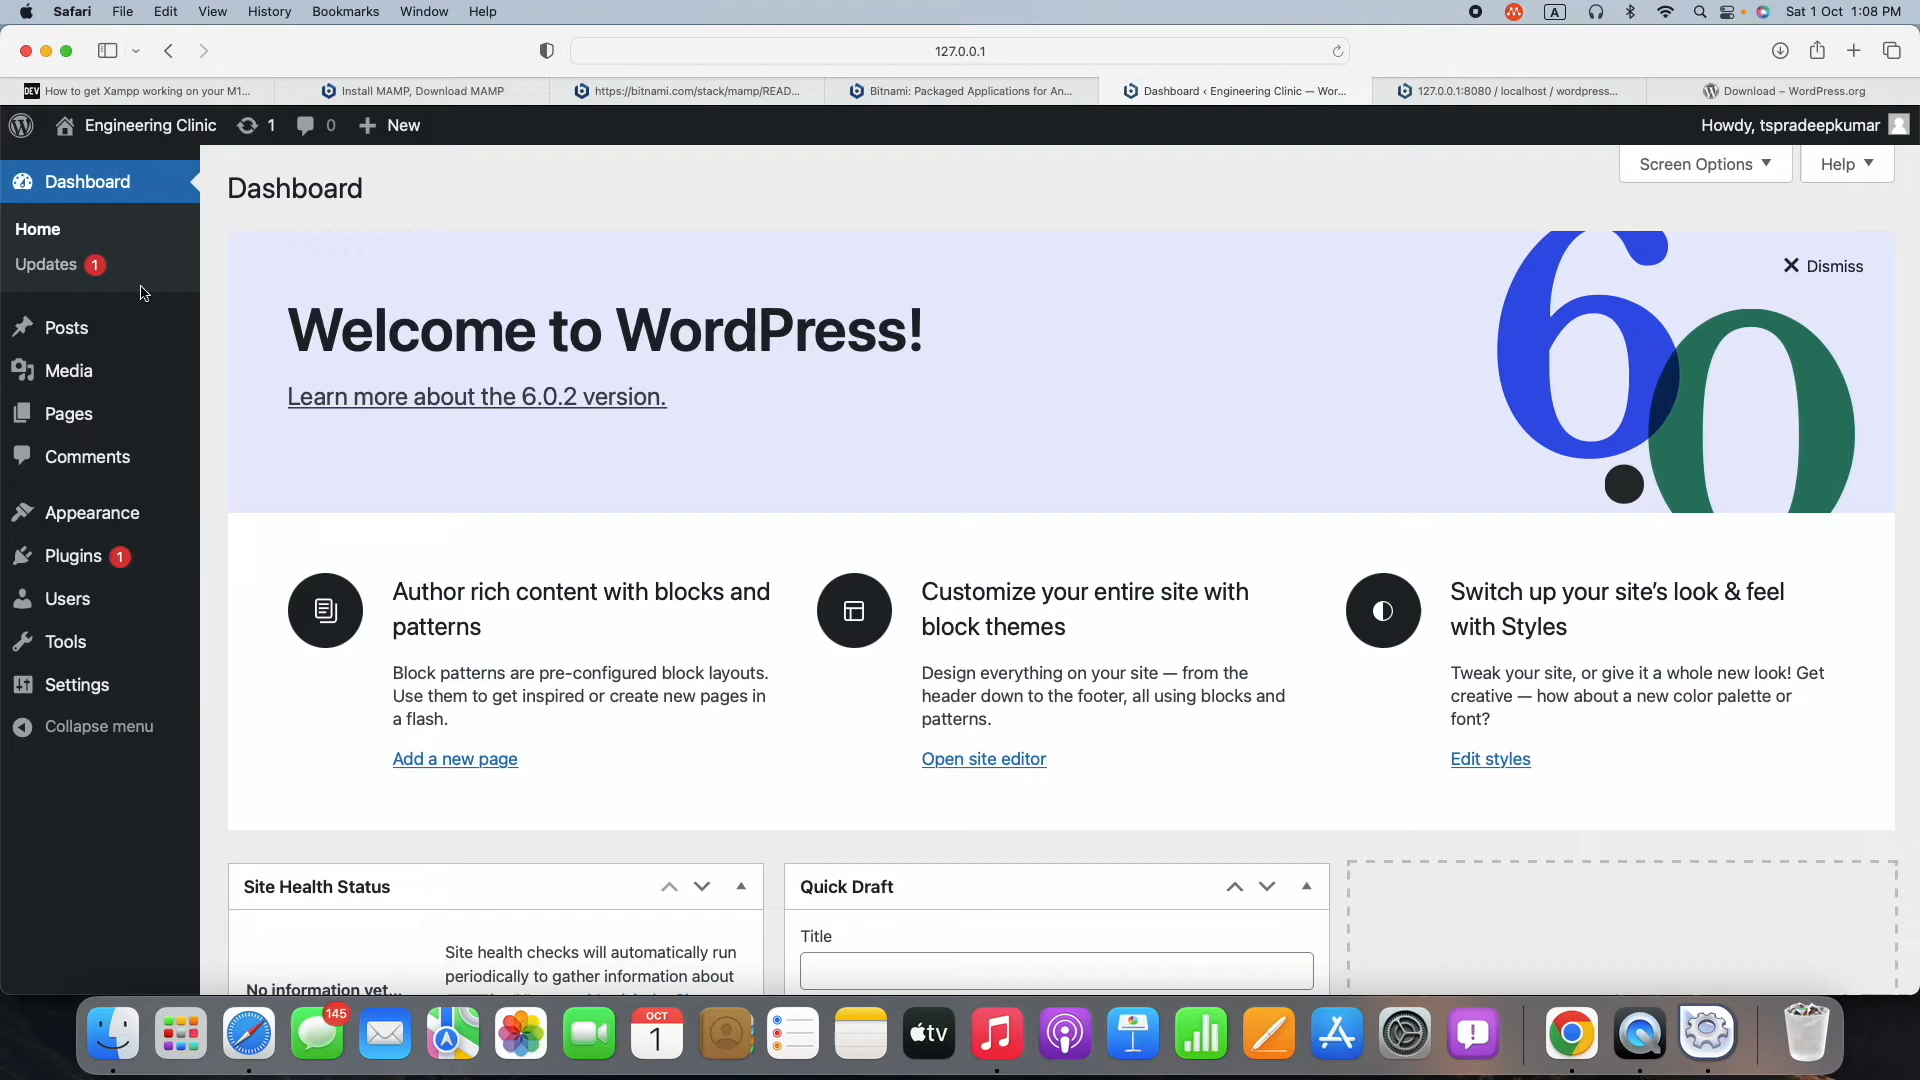 Safari File Edit View History Bookmarks Window Help
A
Sat 1 Oct 1:08 PM
127.0.0.1
DEV How to get Xampp working on your M1...
Install MAMP, Download MAMP
https://bitnami.com/stack/mamp/READ...
Bitnami: Packaged Applications for An...
Dashboard ‹ Engineering Clinic — Wor...
127.0.0.1:8080 / localhost / wordpress...
Download – WordPress.org
Engineering Clinic 1 0 New
Howdy, tspradeepkumar
Dashboard
Home
Updates 1
Posts
Media
Pages
Comments
Appearance
Plugins 1
Users
Tools
Settings
Collapse menu
Screen Options
Help
Dashboard
Dismiss
Welcome to WordPress!
Learn more about the 6.0.2 version.
6.0
Author rich content with blocks and
patterns
Block patterns are pre-configured block layouts.
Use them to get inspired or create new pages in
a flash.
Add a new page
Customize your entire site with
block themes
Design everything on your site — from the
header down to the footer, all using blocks and
patterns.
Open site editor
Switch up your site's look & feel
with Styles
Tweak your site, or give it a whole new look! Get
creative — how about a new color palette or
font?
Edit styles
Site Health Status
Site health checks will automatically run
periodically to gather information about
No information yet...
Quick Draft
Title
145
OCT
1
tv